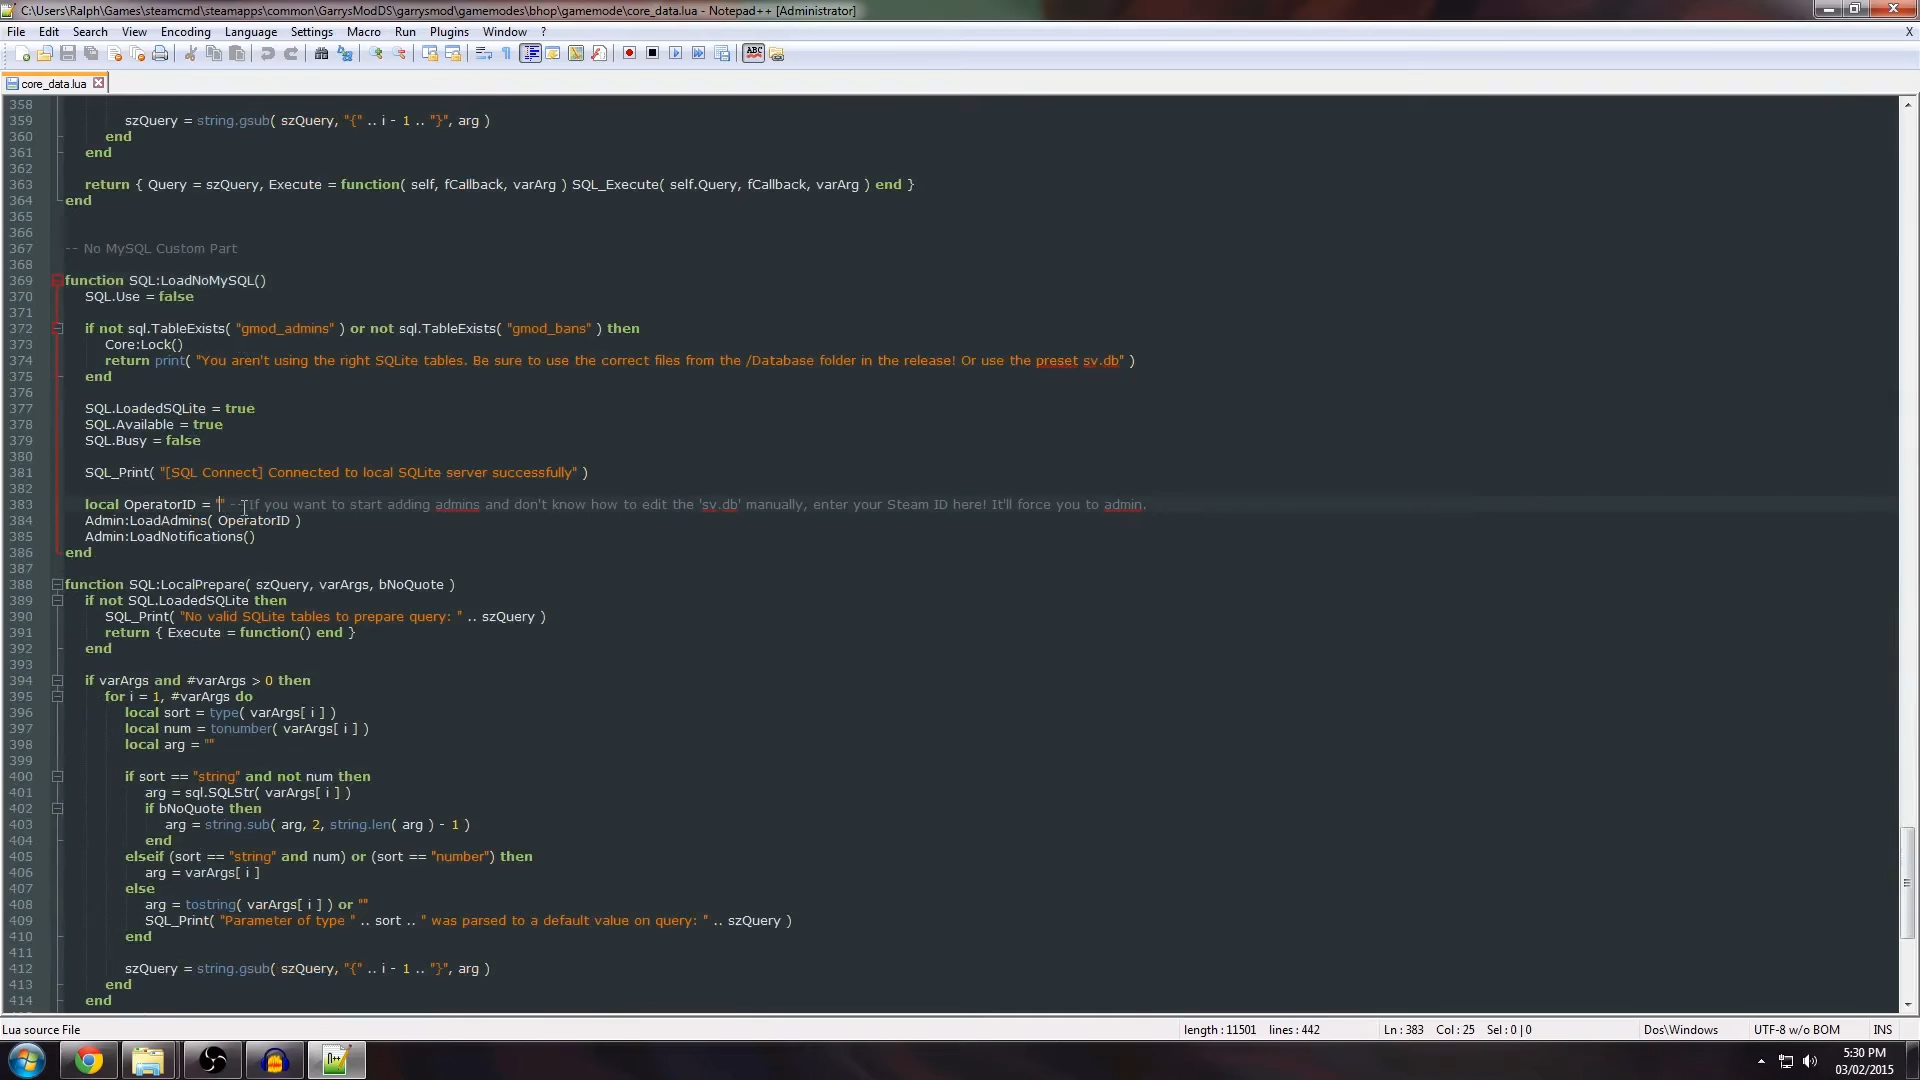 C:\Users\Ralph\Games\steamcmd\steamapps\common\GarrysModDS\garrysmod\gamemodes\bhop\gamemode\core_data.lua - Notepad++ [Administrator]
File Edit Search View Encoding Language Settings Macro Run Plugins Window ? X
core_data.lua
358
359 szQuery = string.gsub( szQuery, "{" .. i - 1 .. "}", arg )
360 end
361 end
362
363 return { Query = szQuery, Execute = function( self, fCallback, varArg ) SQL_Execute( self.Query, fCallback, varArg ) end }
364 end
365
366
367 -- No MySQL Custom Part
368
369 function SQL:LoadNoMySQL()
370 SQL.Use = false
371
372 if not sql.TableExists( "gmod_admins" ) or not sql.TableExists( "gmod_bans" ) then
373 Core:Lock()
374 return print( "You aren't using the right SQLite tables. Be sure to use the correct files from the /Database folder in the release! Or use the preset sv.db" )
375 end
376
377 SQL.LoadedSQLite = true
378 SQL.Available = true
379 SQL.Busy = false
380
381 SQL_Print( "[SQL Connect] Connected to local SQLite server successfully" )
382
383 local OperatorID = "" -- If you want to start adding admins and don't know how to edit the 'sv.db' manually, enter your Steam ID here! It'll force you to admin.
384 Admin:LoadAdmins( OperatorID )
385 Admin:LoadNotifications()
386 end
387
388 function SQL:LocalPrepare( szQuery, varArgs, bNoQuote )
389 if not SQL.LoadedSQLite then
390 SQL_Print( "No valid SQLite tables to prepare query: " .. szQuery )
391 return { Execute = function() end }
392 end
393
394 if varArgs and #varArgs > 0 then
395 for i = 1, #varArgs do
396 local sort = type( varArgs[ i ] )
397 local num = tonumber( varArgs[ i ] )
398 local arg = ""
399
400 if sort == "string" and not num then
401 arg = sql.SQLStr( varArgs[ i ] )
402 if bNoQuote then
403 arg = string.sub( arg, 2, string.len( arg ) - 1 )
404 end
405 elseif (sort == "string" and num) or (sort == "number") then
406 arg = varArgs[ i ]
407 else
408 arg = tostring( varArgs[ i ] ) or ""
409 SQL_Print( "Parameter of type " .. sort .. " was parsed to a default value on query: " .. szQuery )
410 end
411
412 szQuery = string.gsub( szQuery, "{" .. i - 1 .. "}", arg )
413 end
414 end
Lua source File length : 11501 lines : 442 Ln : 383 Col : 25 Sel : 0 | 0 Dos\Windows UTF-8 w/o BOM INS
5:30 PM
03/02/2015